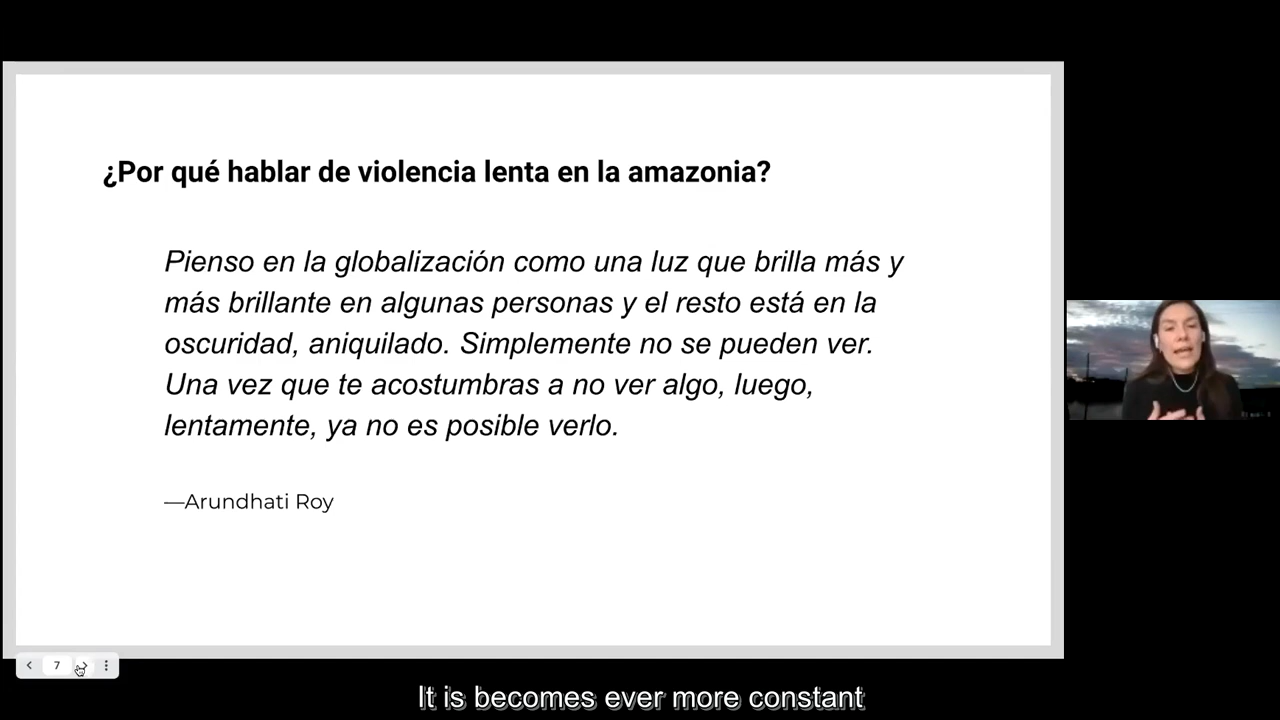 ¿Por qué hablar de violencia lenta en la amazonia?
Pienso en la globalización como una luz que brilla más y
más brillante en algunas personas y el resto está en la
oscuridad, aniquilado. Simplemente no se pueden ver.
Una vez que te acostumbras a no ver algo, luego,
lentamente, ya no es posible verlo.
—Arundhati Roy
7
It is becomes ever more constant